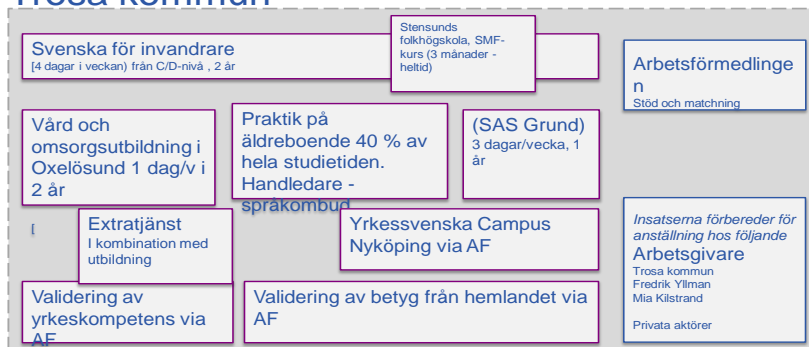 Trosa kommun
Svenska för invandrare
[4 dagar i veckan) från C/D-nivå , 2 år
Stensunds
folkhögskola, SMF-
kurs (3 månader -
heltid)
Arbetsförmedlinge
n
Stöd och matchning
Vård och
omsorgsutbildning i
Oxelösund 1 dag/v i
2 år
Praktik på
äldreboende 40 % av
hela studietiden.
Handledare -
språkombud
(SAS Grund)
3 dagar/vecka, 1
år
[
Extratjänst
I kombination med
utbildning
Yrkessvenska Campus
Nyköping via AF
Insatserna förbereder för
anställning hos följande
Arbetsgivare
Trosa kommun
Fredrik Yllman
Mia Kilstrand
Privata aktörer
Validering av
yrkeskompetens via
AF
Validering av betyg från hemlandet via
AF